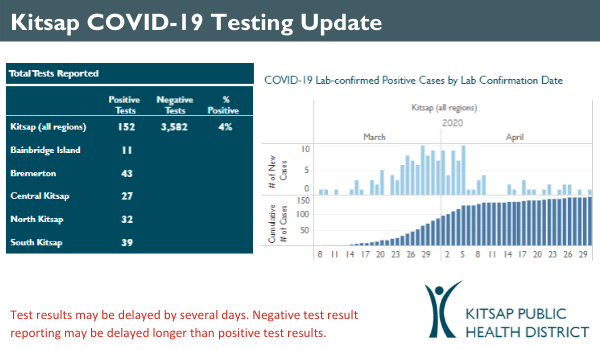 Kitsap COVID-19 Testing Update
Total Tests Reported
Positive Tests Negative Tests % Positive
Kitsap (all regions) 152 3,582 4%
Bainbridge Island 11
Bremerton 43
Central Kitsap 27
North Kitsap 32
South Kitsap 39
COVID-19 Lab-confirmed Positive Cases by Lab Confirmation Date
Kitsap (all regions)
2020
March April
# of New Cases
10
5
0
Cumulative # of Cases
150
100
50
8 11 14 17 20 23 26 29 2 5 8 11 14 17 20 23 26 29
Test results may be delayed by several days. Negative test result
reporting may be delayed longer than positive test results.
KITSAP PUBLIC
HEALTH DISTRICT